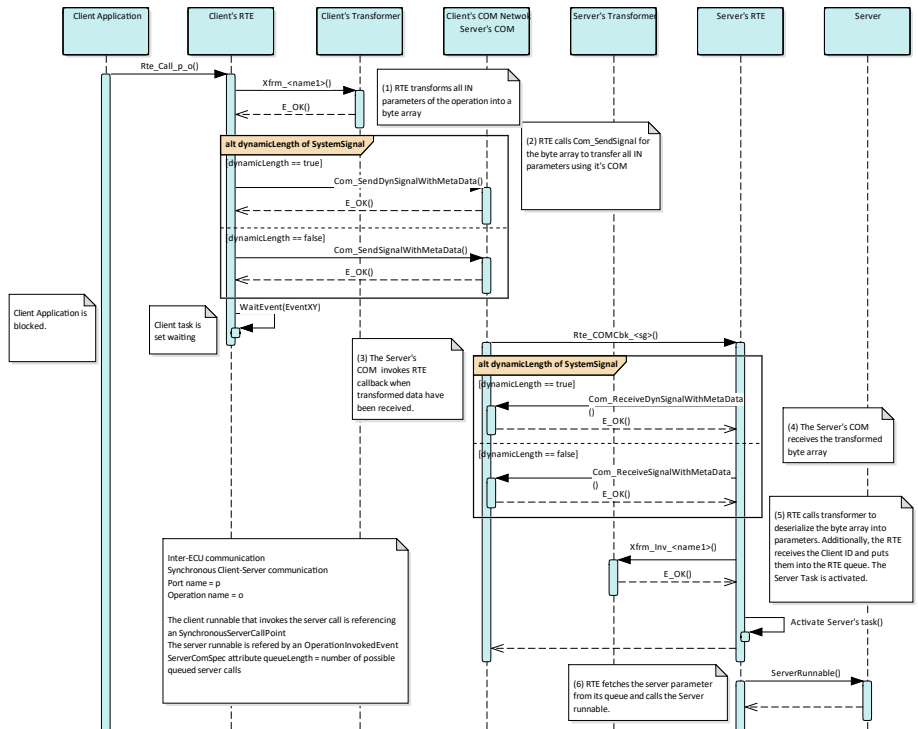 Client Application
Client's RTE
Client's Transformer
Client's COM Netwok
Server's COM
Server's Transformer
Server's RTE
Server
Rte_Call_p_o()
Xfrm_<name1>()
E_OK()
(1) RTE transforms all IN
parameters of the operation into a
byte array
alt dynamicLength of SystemSignal
[dynamicLength == true]
(2) RTE calls Com_SendSignal for
the byte array to transfer all IN
parameters using it's COM
Com_SendDynSignalWithMetaData()
E_OK()
[dynamicLength == false]
Com_SendSignalWithMetaData()
E_OK()
Client Application is
blocked.
WaitEvent(EventXY)
Client task is
set waiting
Rte_COMCbk_<sg>()
(3) The Server's
COM invokes RTE
callback when
transformed data have
been received.
alt dynamicLength of SystemSignal
[dynamicLength == true]
Com_ReceiveDynSignalWithMetaData
()
E_OK()
(4) The Server's COM
receives the transformed
byte array
[dynamicLength == false]
Com_ReceiveSignalWithMetaData
()
E_OK()
(5) RTE calls transformer to
deserialize the byte array into
parameters. Additionally, the RTE
receives the Client ID and puts
them into the RTE queue. The
Server Task is activated.
Xfrm_Inv_<name1>()
E_OK()
Inter-ECU communication
Synchronous Client-Server communication
Port name = p
Operation name = o
The client runnable that invokes the server call is referencing
an SynchronousServerCallPoint
The server runnable is refered by an OperationInvokedEvent
ServerComSpec attribute queueLength = number of possible
queued server calls
Activate Server's task()
(6) RTE fetches the server parameter
from its queue and calls the Server
runnable.
ServerRunnable()